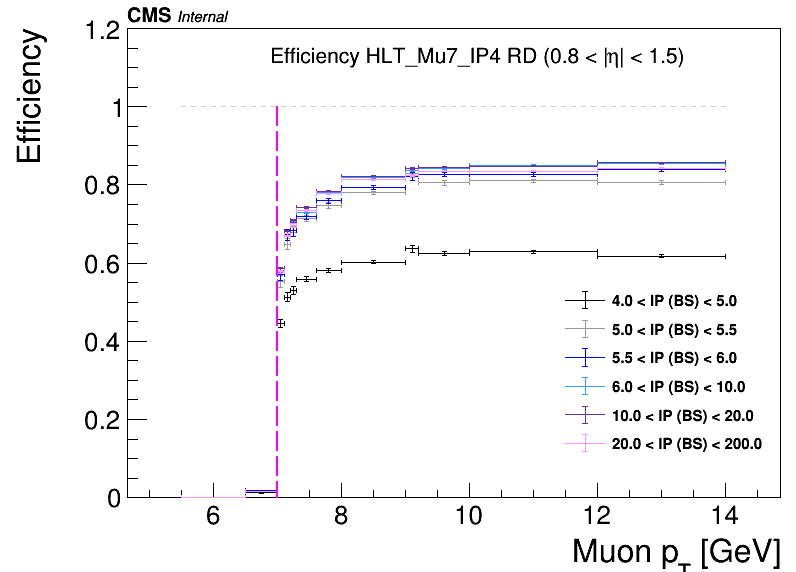 CMS Internal
Efficiency HLT_Mu7_IP4 RD (0.8 < |η| < 1.5)
Efficiency
1.2
1
0.8
0.6
0.4
0.2
0
4.0 < IP (BS) < 5.0
5.0 < IP (BS) < 5.5
5.5 < IP (BS) < 6.0
6.0 < IP (BS) < 10.0
10.0 < IP (BS) < 20.0
20.0 < IP (BS) < 200.0
6 8 10 12 14
Muon p_T [GeV]